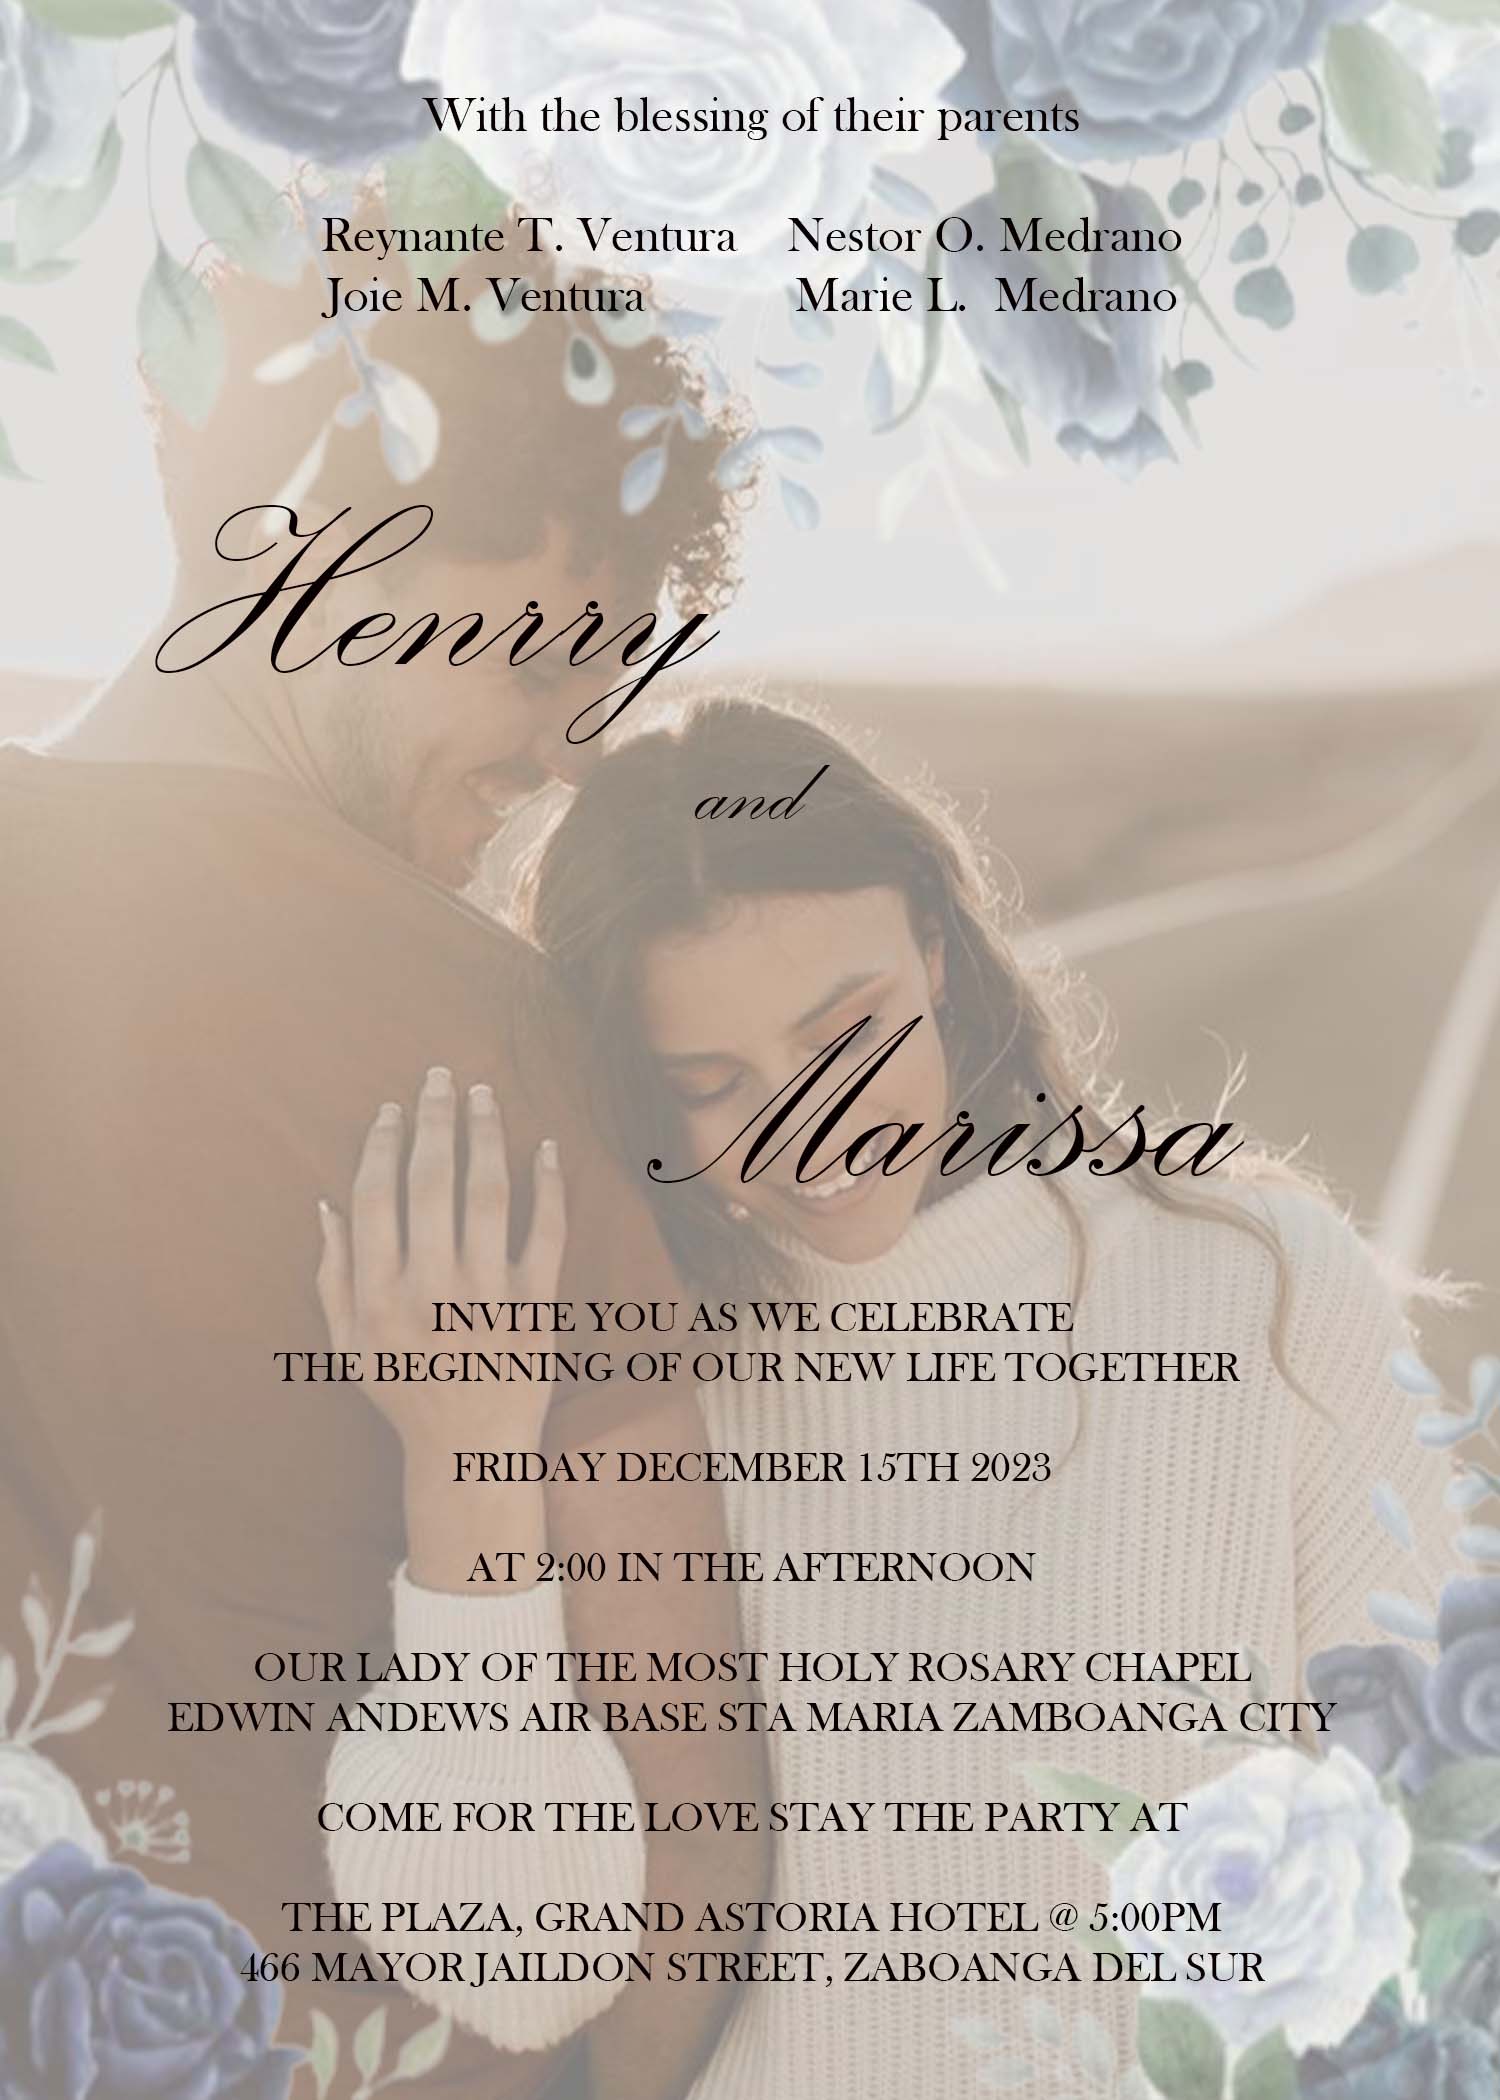 With the blessing of their parents
Reynante T. Ventura Nestor O. Medrano
Joie M. Ventura Marie L. Medrano
Henrry
and
Marissa
INVITE YOU AS WE CELEBRATE
THE BEGINNING OF OUR NEW LIFE TOGETHER
FRIDAY DECEMBER 15TH 2023
AT 2:00 IN THE AFTERNOON
OUR LADY OF THE MOST HOLY ROSARY CHAPEL
EDWIN ANDEWS AIR BASE STA MARIA ZAMBOANGA CITY
COME FOR THE LOVE STAY THE PARTY AT
THE PLAZA, GRAND ASTORIA HOTEL @ 5:00PM
466 MAYOR JAILDON STREET, ZABOANGA DEL SUR